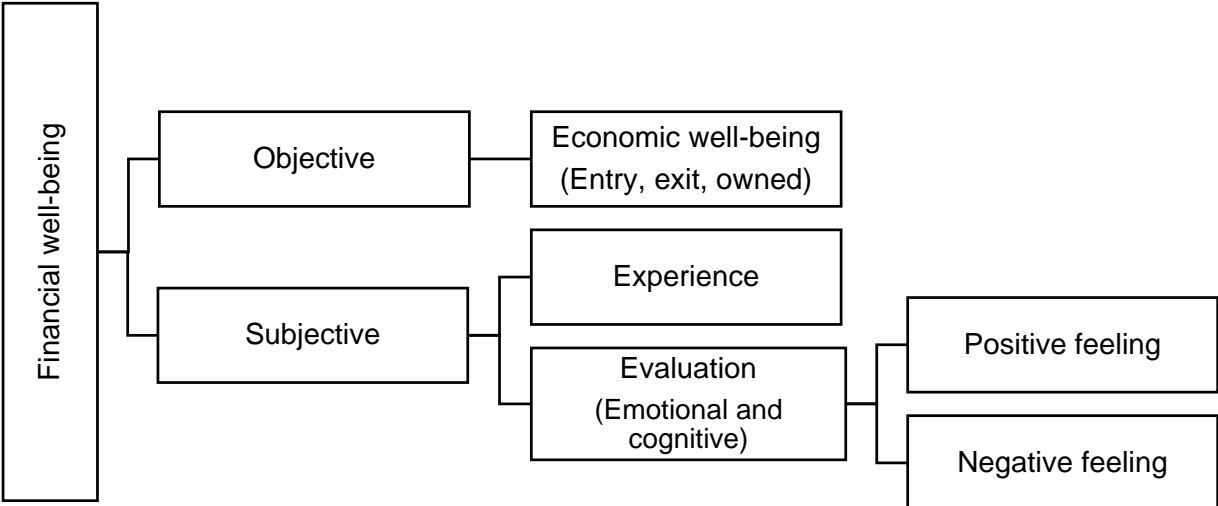 Financial well-being
Objective
Economic well-being
(Entry, exit, owned)
Subjective
Experience
Evaluation
(Emotional and
cognitive)
Positive feeling
Negative feeling